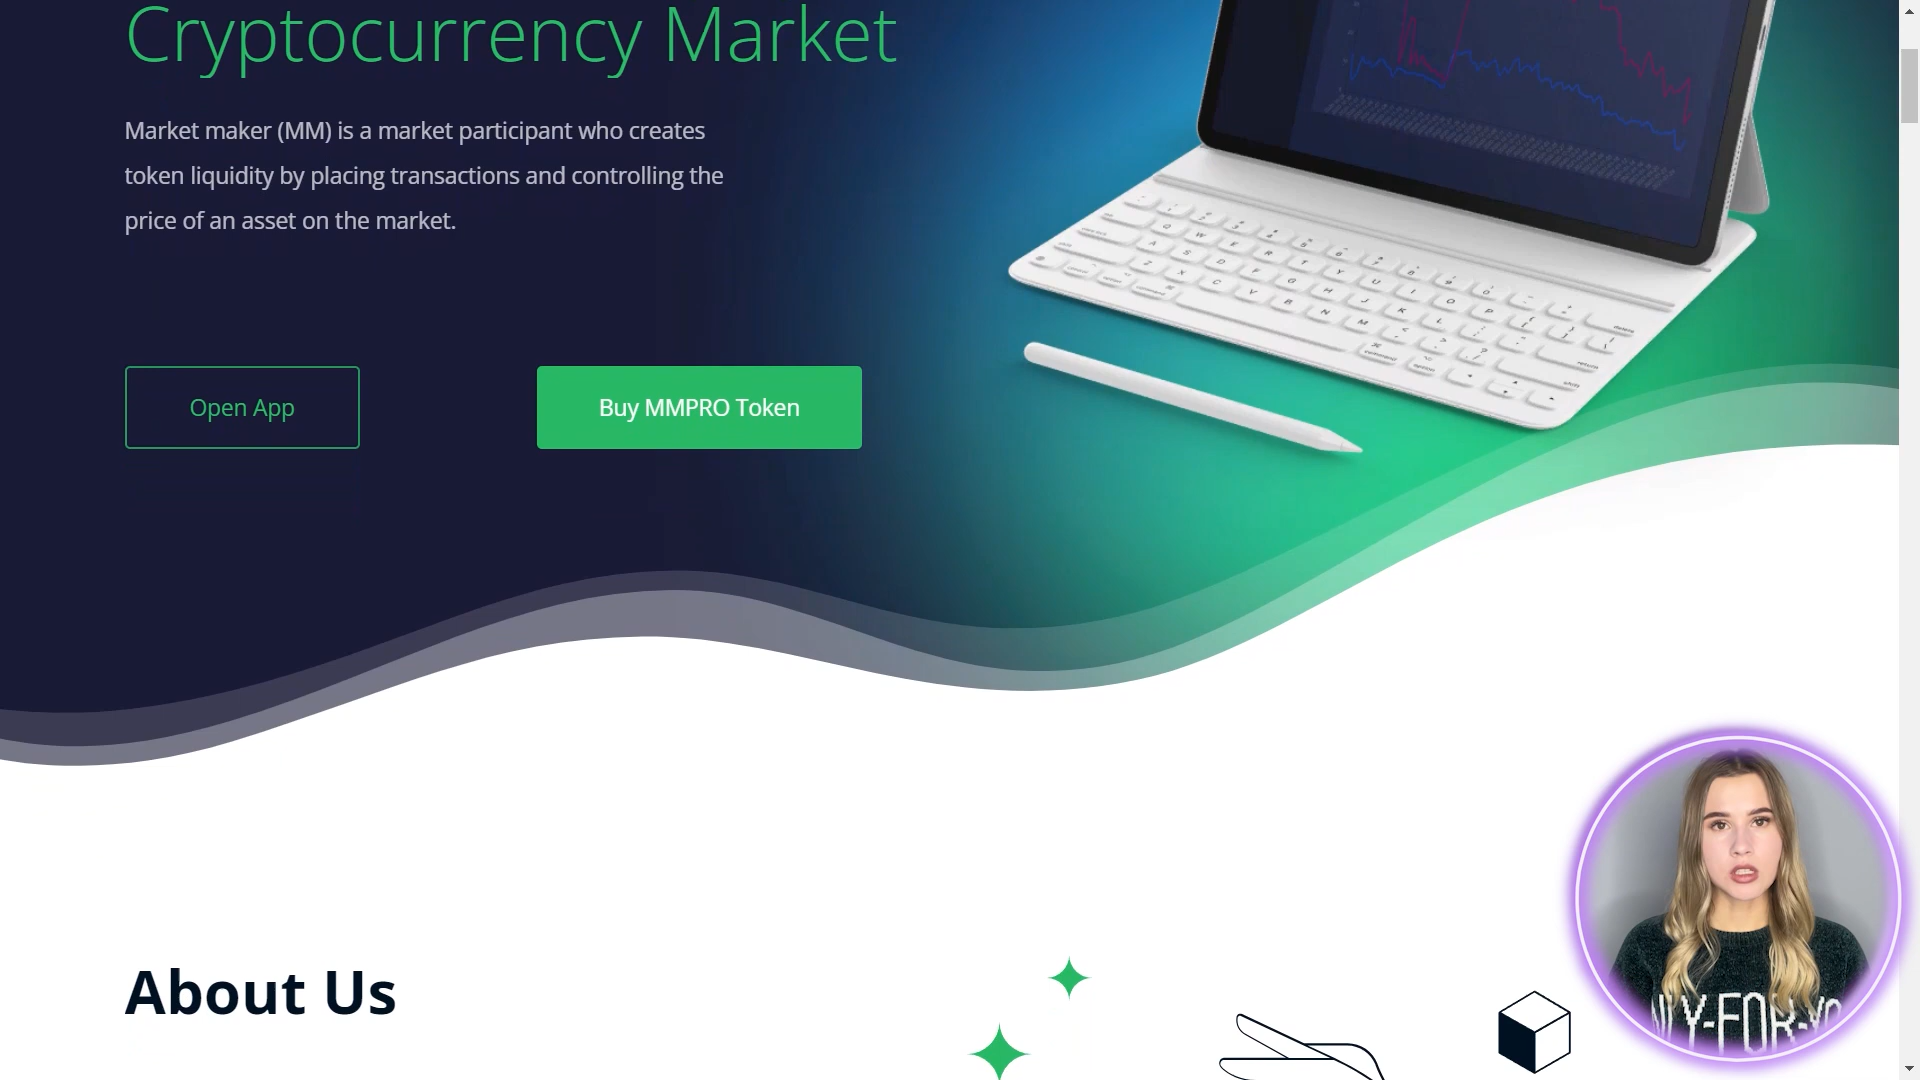 Cryptocurrency Market
Market maker (MM) is a market participant who creates
token liquidity by placing transactions and controlling the
price of an asset on the market.
Open App
Buy MMPRO Token
About Us